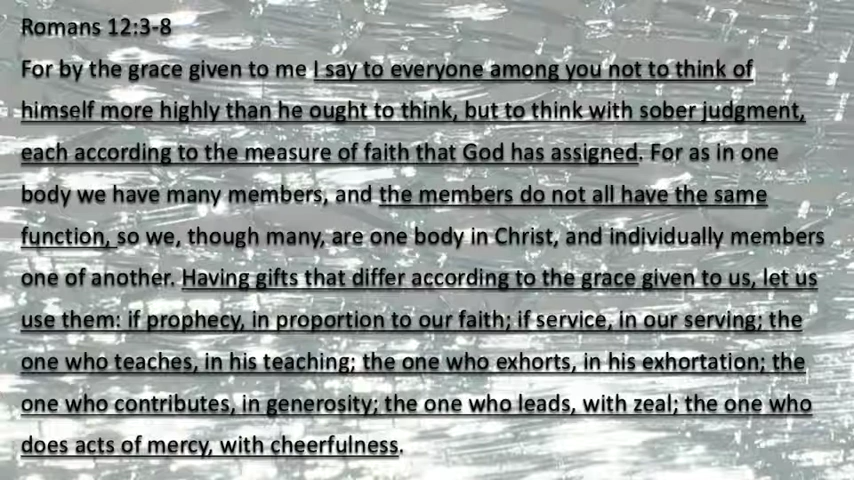 Romans 12:3-8
For by the grace given to me I say to everyone among you not to think of
himself more highly than he ought to think, but to think with sober judgment,
each according to the measure of faith that God has assigned. For as in one
body we have many members, and the members do not all have the same
function, so we, though many, are one body in Christ, and individually members
one of another. Having gifts that differ according to the grace given to us, let us
use them: if prophecy, in proportion to our faith; if service, in our serving; the
one who teaches, in his teaching; the one who exhorts, in his exhortation; the
one who contributes, in generosity; the one who leads, with zeal; the one who
does acts of mercy, with cheerfulness.